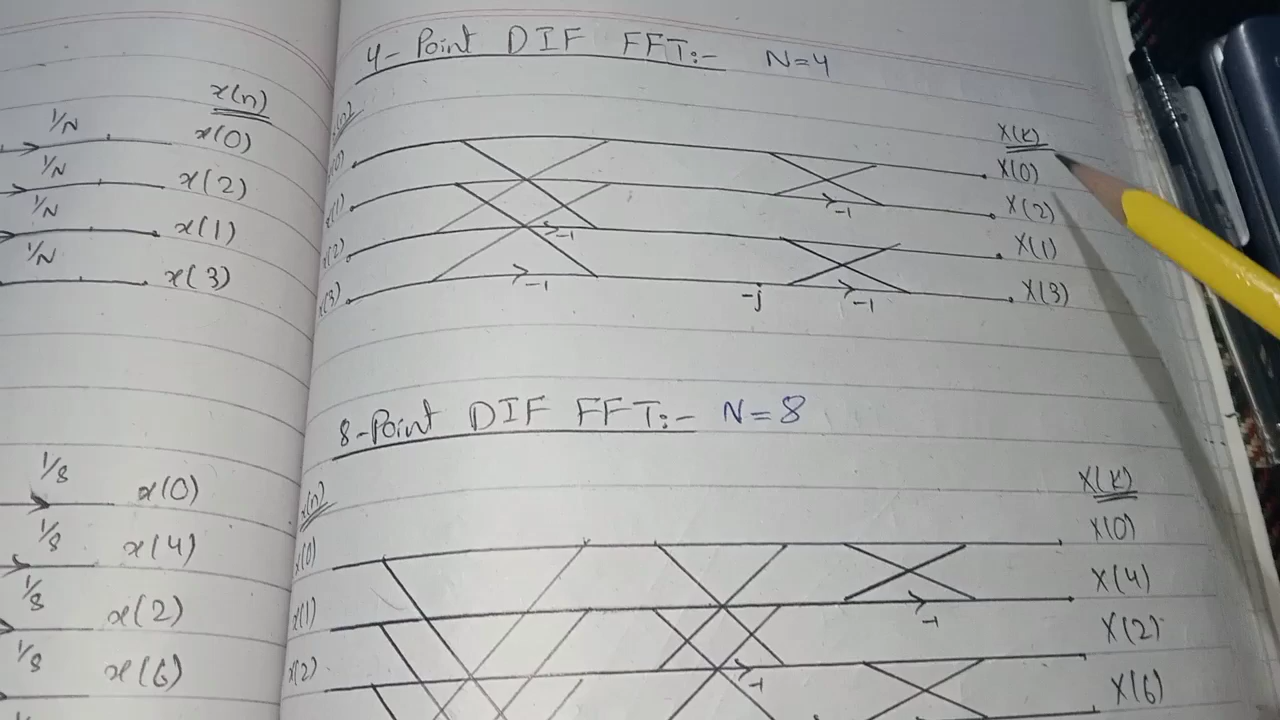 x(n)
1/N x(0)
1/N x(2)
1/N x(1)
1/N x(3)
1/8 x(0)
1/8 x(4)
1/8 x(2)
1/8 x(6)
4-Point DIF FFT:- N=4
x(n) X(K)
x(0) X(0)
x(1) -1 X(2)
x(2) -1 X(1)
x(3) -1 -j -1 X(3)
8-Point DIF FFT:- N=8
x(n) X(K)
x(0) X(0)
x(1) -1 X(4)
x(2) -1 X(2)
X(6)